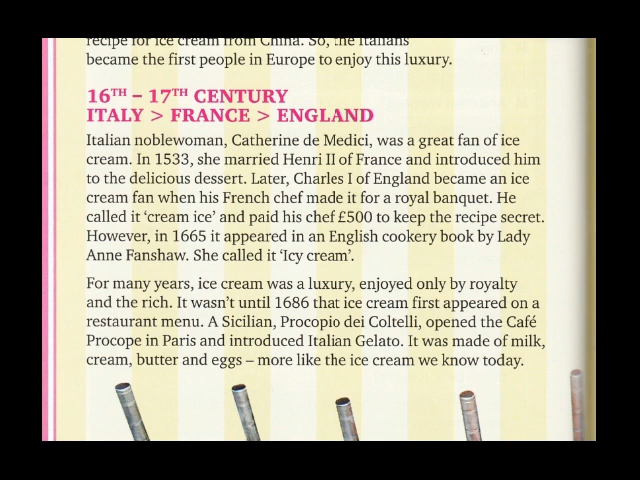 recipe for ice cream from China. So, the Italians
became the first people in Europe to enjoy this luxury.
16TH – 17TH CENTURY
ITALY > FRANCE > ENGLAND
Italian noblewoman, Catherine de Medici, was a great fan of ice
cream. In 1533, she married Henri II of France and introduced him
to the delicious dessert. Later, Charles I of England became an ice
cream fan when his French chef made it for a royal banquet. He
called it ‘cream ice’ and paid his chef £500 to keep the recipe secret.
However, in 1665 it appeared in an English cookery book by Lady
Anne Fanshaw. She called it ‘Icy cream’.
For many years, ice cream was a luxury, enjoyed only by royalty
and the rich. It wasn’t until 1686 that ice cream first appeared on a
restaurant menu. A Sicilian, Procopio dei Coltelli, opened the Café
Procope in Paris and introduced Italian Gelato. It was made of milk,
cream, butter and eggs – more like the ice cream we know today.